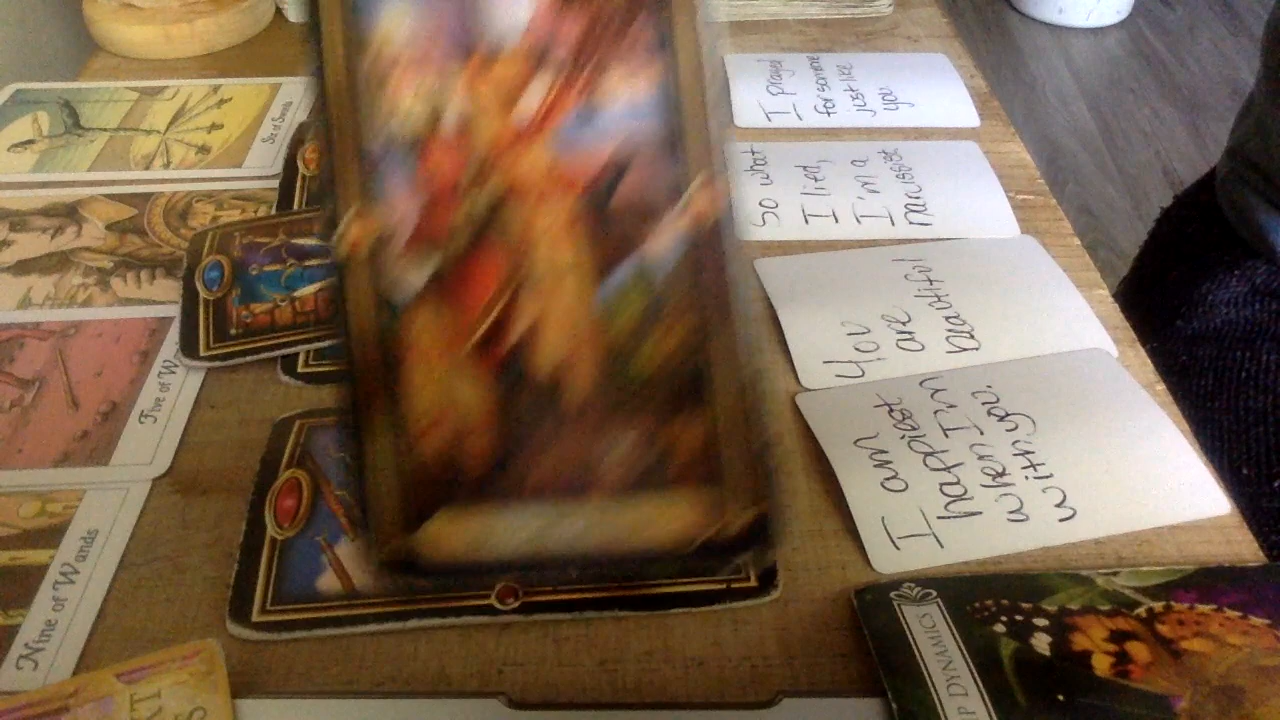 I prayed
for someone
just like
you
So what
I lied,
I'm a
narcissist
You
are
beautiful
I am
happiest
when I'm
with you.
Six of Swords
Five of
Nine of Wands
DYNAMICS